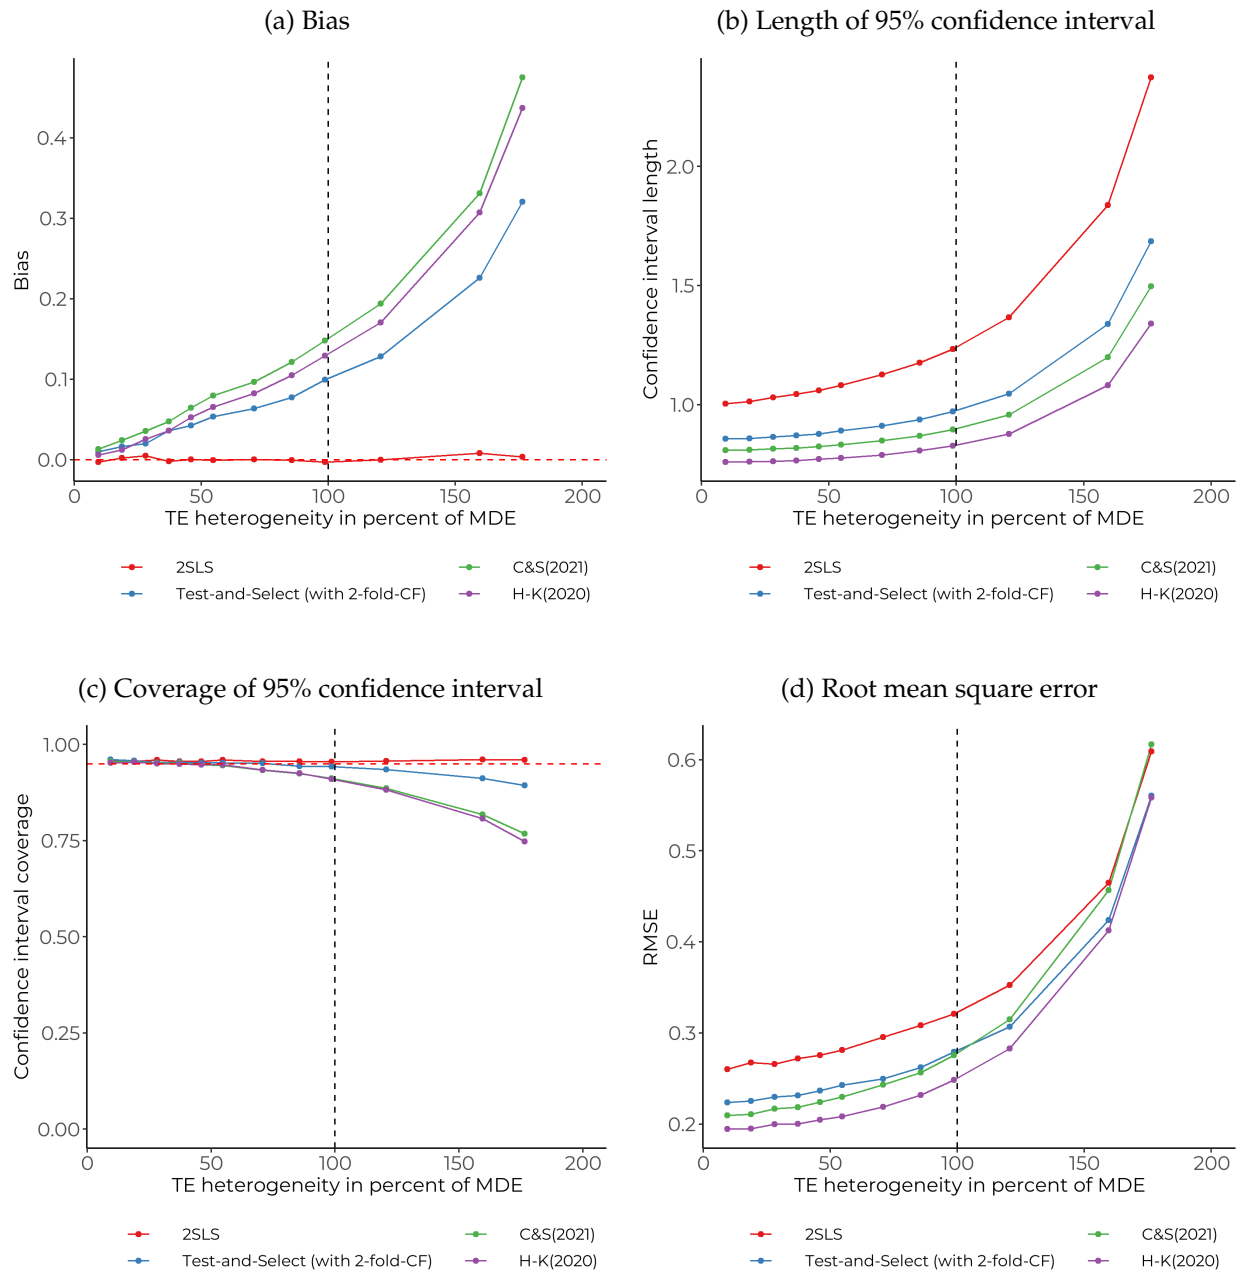 (a) Bias
0.4
0.3
0.2
0.1
0.0
Bias
0 50 100 150 200
TE heterogeneity in percent of MDE
2SLS
C&S(2021)
Test-and-Select (with 2-fold-CF)
H-K(2020)
(b) Length of 95% confidence interval
2.0
1.5
1.0
Confidence interval length
0 50 100 150 200
TE heterogeneity in percent of MDE
2SLS
C&S(2021)
Test-and-Select (with 2-fold-CF)
H-K(2020)
(c) Coverage of 95% confidence interval
1.00
0.75
0.50
0.25
0.00
Confidence interval coverage
0 50 100 150 200
TE heterogeneity in percent of MDE
2SLS
C&S(2021)
Test-and-Select (with 2-fold-CF)
H-K(2020)
(d) Root mean square error
0.6
0.5
0.4
0.3
0.2
RMSE
0 50 100 150 200
TE heterogeneity in percent of MDE
2SLS
C&S(2021)
Test-and-Select (with 2-fold-CF)
H-K(2020)